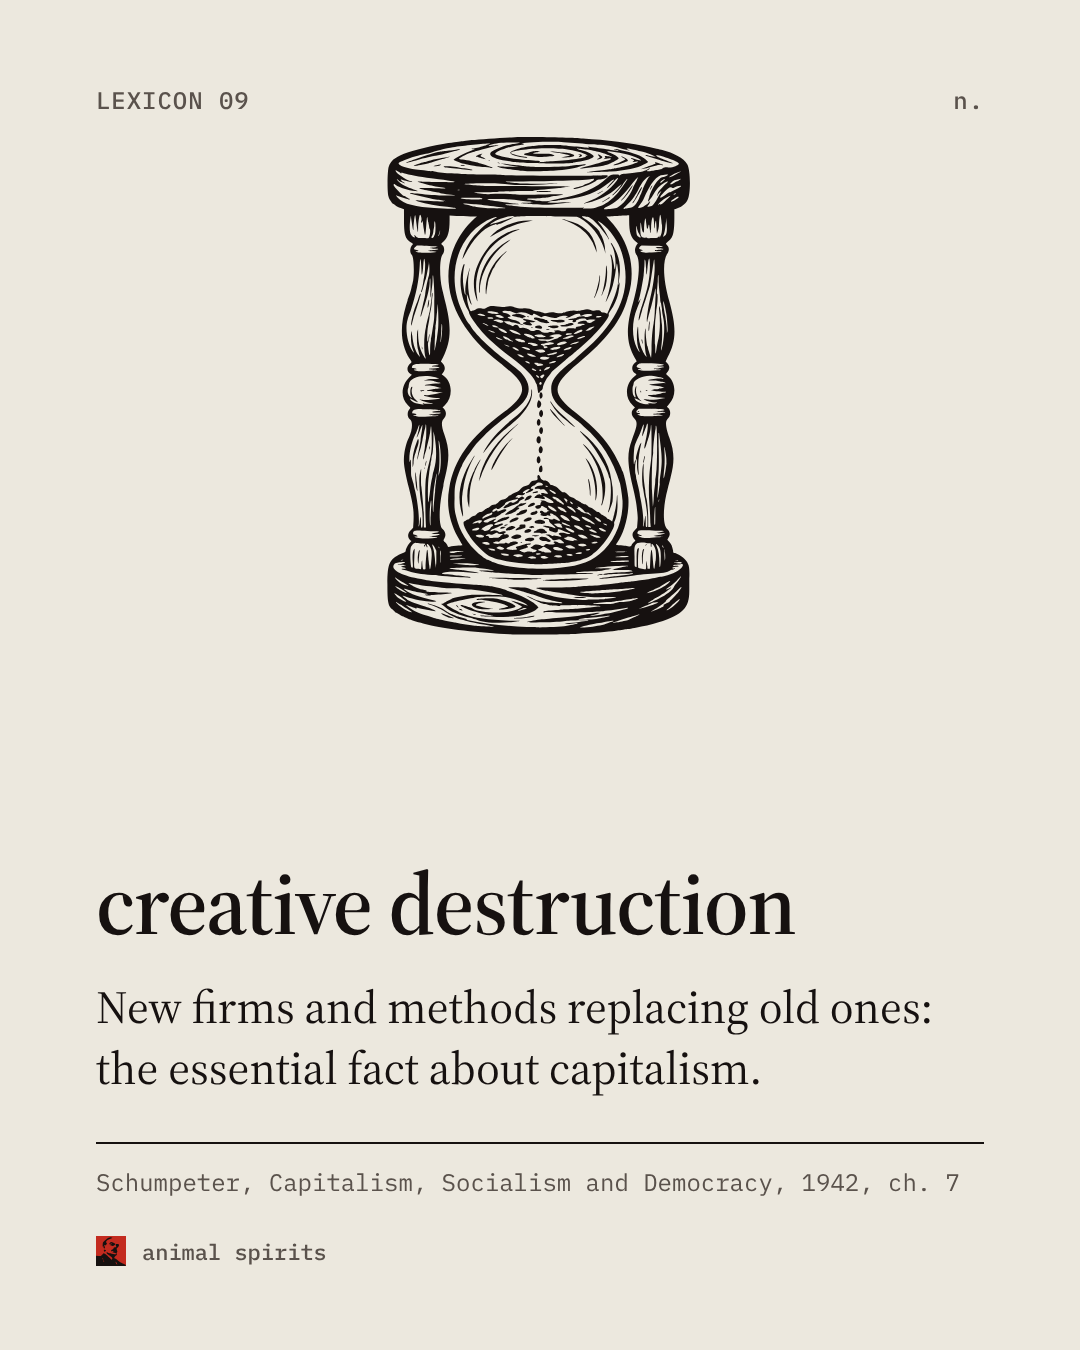 LEXICON 09
n.
creative destruction
New firms and methods replacing old ones:
the essential fact about capitalism.
Schumpeter, Capitalism, Socialism and Democracy, 1942, ch. 7
animal spirits